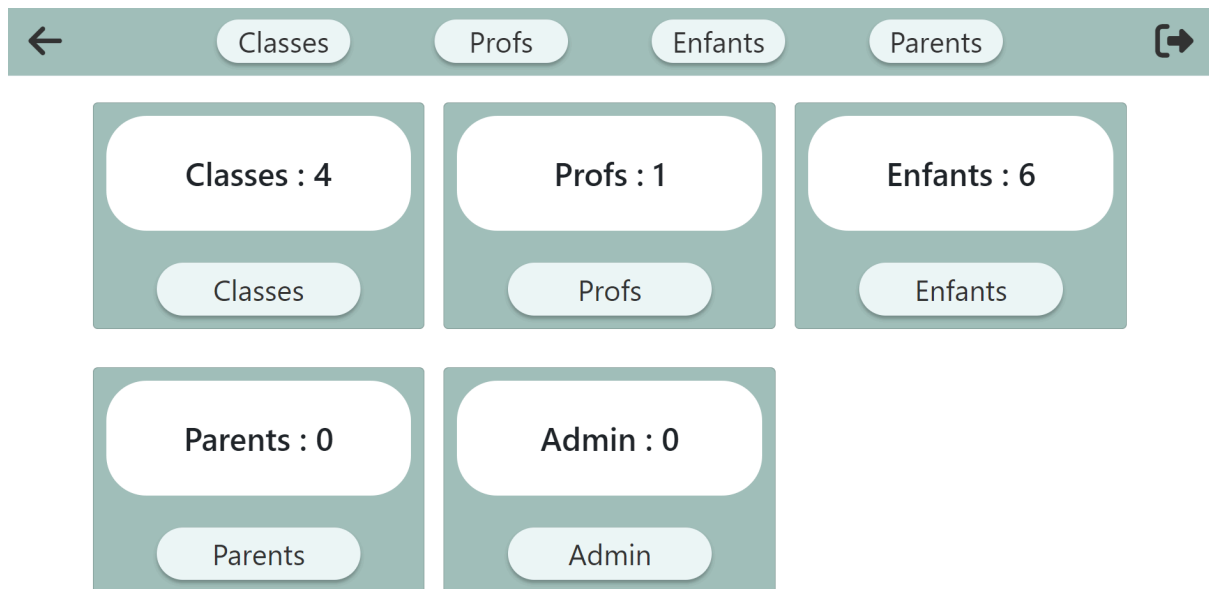 Classes Profs Enfants Parents
Classes : 4
Profs : 1
Enfants : 6
Classes
Profs
Enfants
Parents : 0
Admin : 0
Parents
Admin